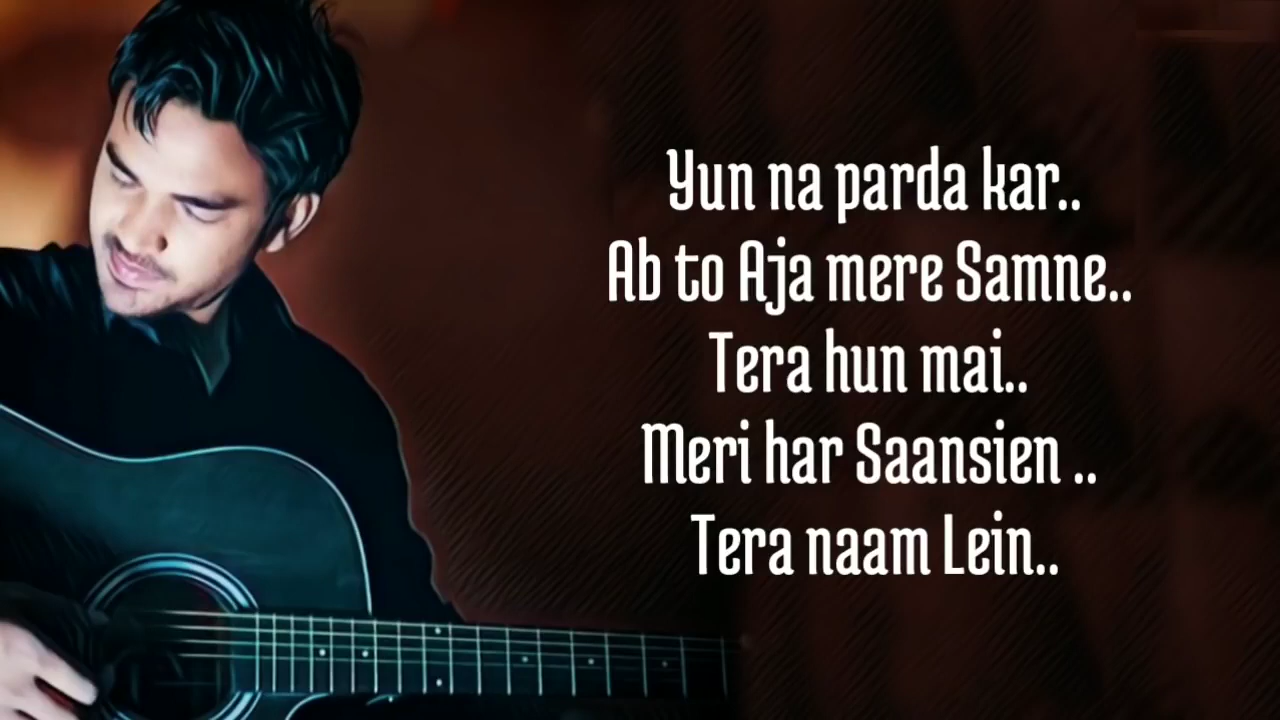 Yun na parda kar..
Ab to Aja mere Samne..
Tera hun mai..
Meri har Saansien ..
Tera naam Lein..